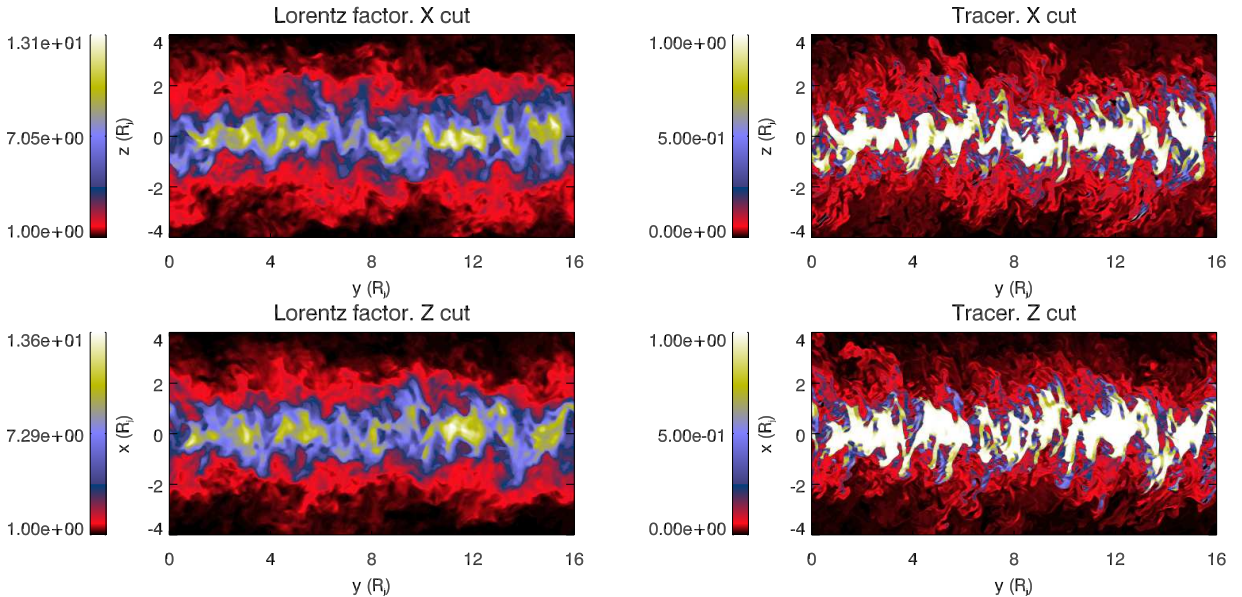 Lorentz factor. X cut
1.31e+01
7.05e+00
1.00e+00
z (Rj)
4
2
0
-2
-4
0 4 8 12 16
y (Rj)
Tracer. X cut
1.00e+00
5.00e-01
0.00e+00
z (Rj)
4
2
0
-2
-4
0 4 8 12 16
y (Rj)
Lorentz factor. Z cut
1.36e+01
7.29e+00
1.00e+00
x (Rj)
4
2
0
-2
-4
0 4 8 12 16
y (Rj)
Tracer. Z cut
1.00e+00
5.00e-01
0.00e+00
x (Rj)
4
2
0
-2
-4
0 4 8 12 16
y (Rj)